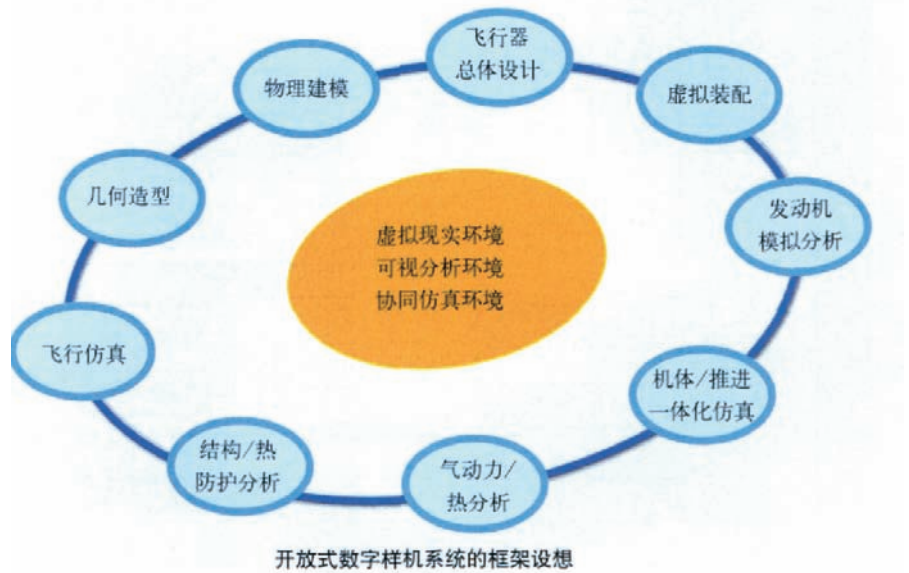 飞行器
总体设计
物理建模
虚拟装配
几何造型
发动机
模拟分析
虚拟现实环境
可视分析环境
协同仿真环境
飞行仿真
机体/推进
一体化仿真
结构/热
防护分析
气动力/
热分析
开放式数字样机系统的框架设想